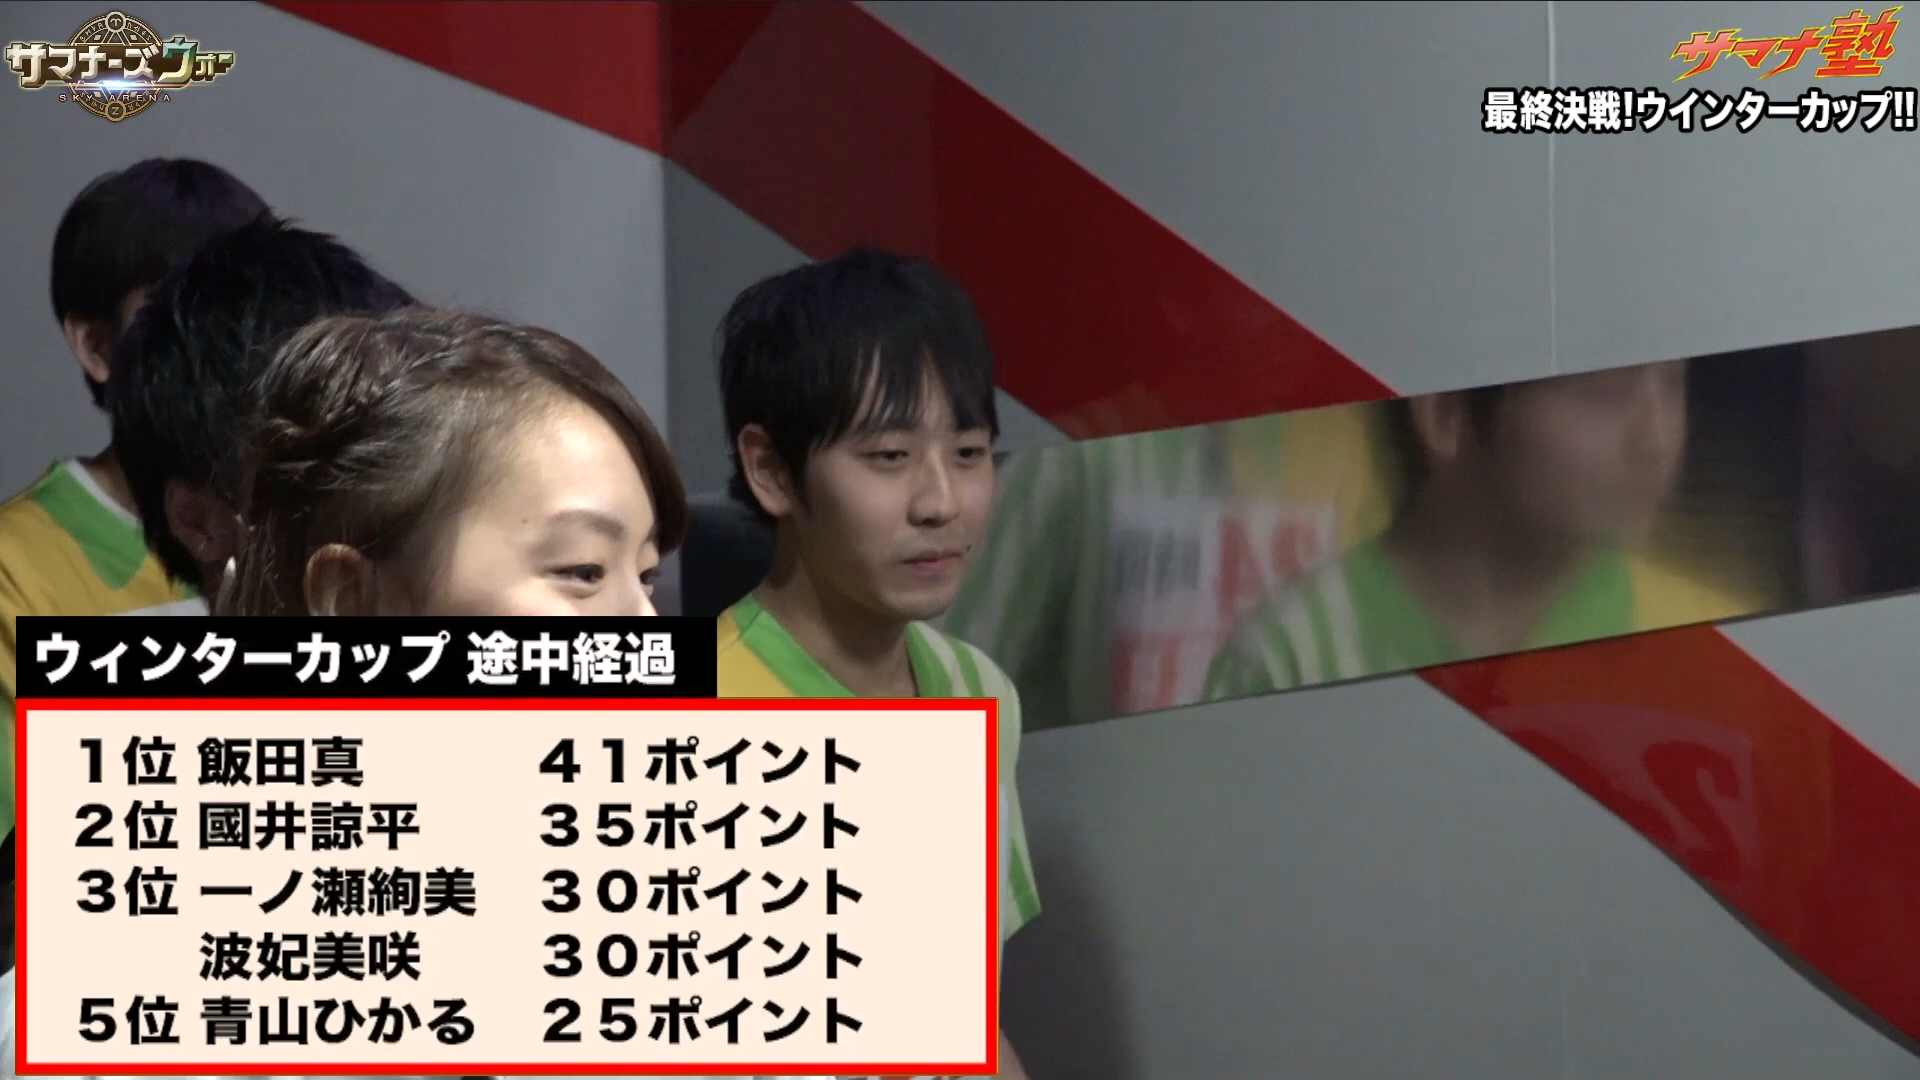 サマナーズウォー
SKY ARENA
サマナ塾
最終決戦!ウインターカップ!!
ウィンターカップ 途中経過
1位 飯田真 41ポイント
2位 國井諒平 35ポイント
3位 一ノ瀬絢美 30ポイント
波妃美咲 30ポイント
5位 青山ひかる 25ポイント